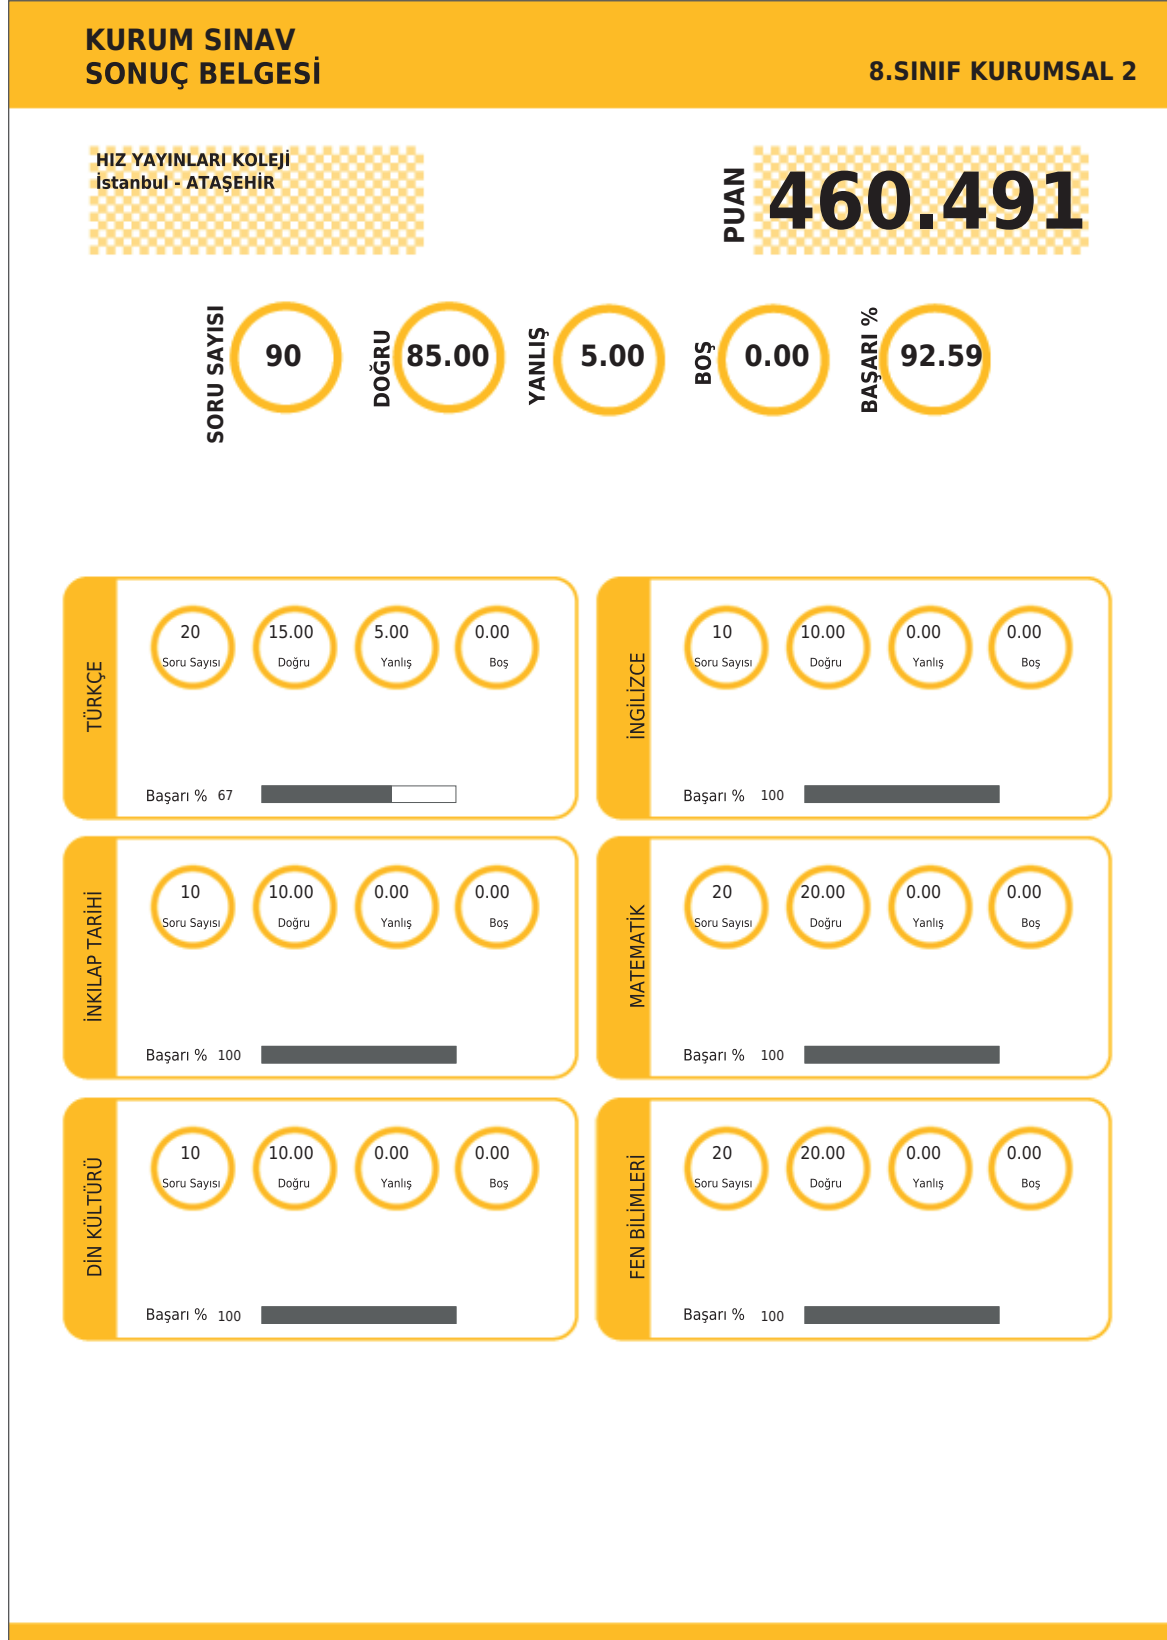 KURUM SINAV
SONUÇ BELGESİ
8.SINIF KURUMSAL 2
HIZ YAYINLARI KOLEJİ
İstanbul - ATAŞEHİR
PUAN
460.491
SORU SAYISI
90
DOĞRU
85.00
YANLIŞ
5.00
BOŞ
0.00
BAŞARI %
92.59
TÜRKÇE
20
15.00
5.00
0.00
Soru Sayısı
Doğru
Yanlış
Boş
Başarı % 67
İNGİLİZCE
10
10.00
0.00
0.00
Soru Sayısı
Doğru
Yanlış
Boş
Başarı % 100
İNKILAP TARİHİ
10
10.00
0.00
0.00
Soru Sayısı
Doğru
Yanlış
Boş
Başarı % 100
MATEMATİK
20
20.00
0.00
0.00
Soru Sayısı
Doğru
Yanlış
Boş
Başarı % 100
DİN KÜLTÜRÜ
10
10.00
0.00
0.00
Soru Sayısı
Doğru
Yanlış
Boş
Başarı % 100
FEN BİLİMLERİ
20
20.00
0.00
0.00
Soru Sayısı
Doğru
Yanlış
Boş
Başarı % 100